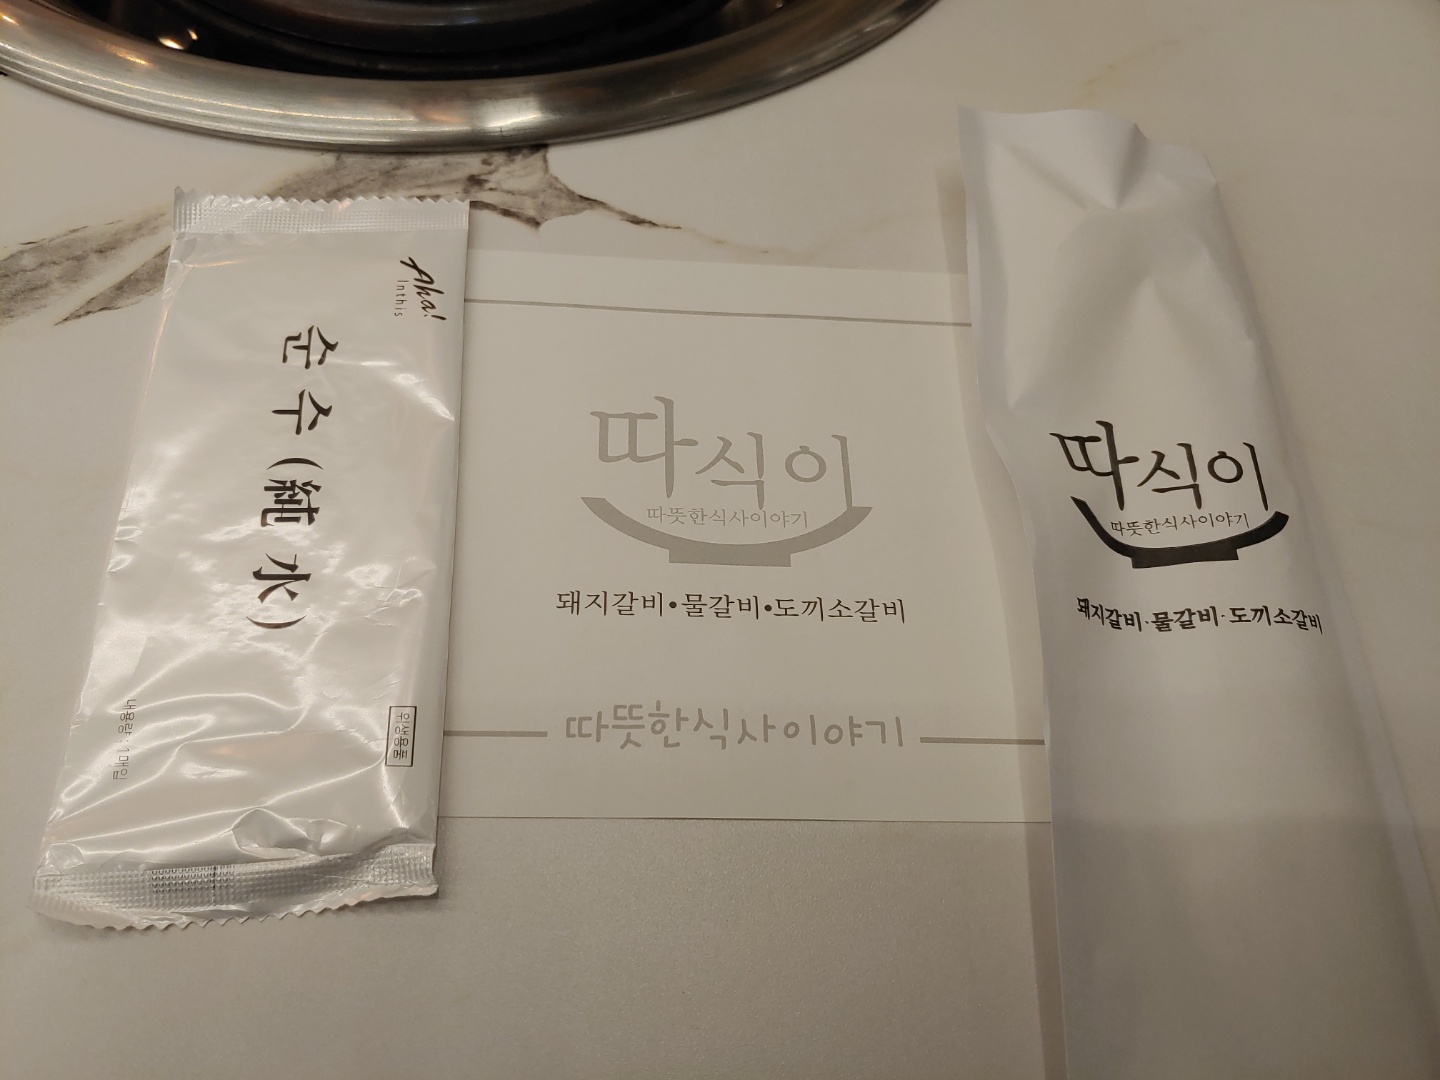 Aha!
Inthis
순수(純水)
위생용품
내용량 : 1매입
따식이
따뜻한식사이야기
돼지갈비•물갈비•도끼소갈비
따뜻한식사이야기
따식이
따뜻한식사이야기
돼지갈비·물갈비·도끼소갈비